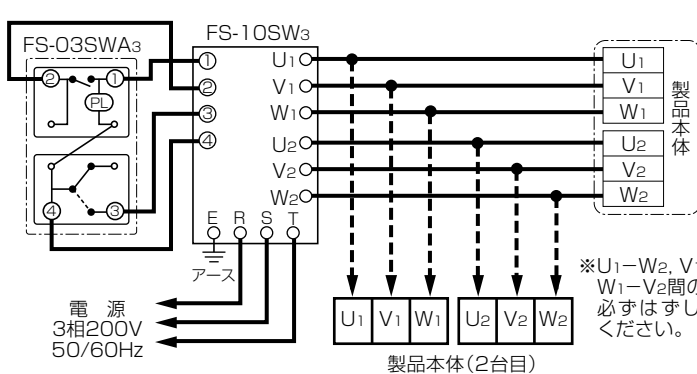 FS-10SW3
FS-03SWA3
② ① PL
④ ③
① ② ③ ④
U1 V1 W1 U2 V2 W2
E R S T
アース
U1
V1
W1
U2
V2
W2
製品本体
電 源
3相200V
50/60Hz
U1 V1 W1 U2 V2 W2
製品本体(2台目)
※U1−W2, V1
W1−V2間の
必ずはずし
ください。